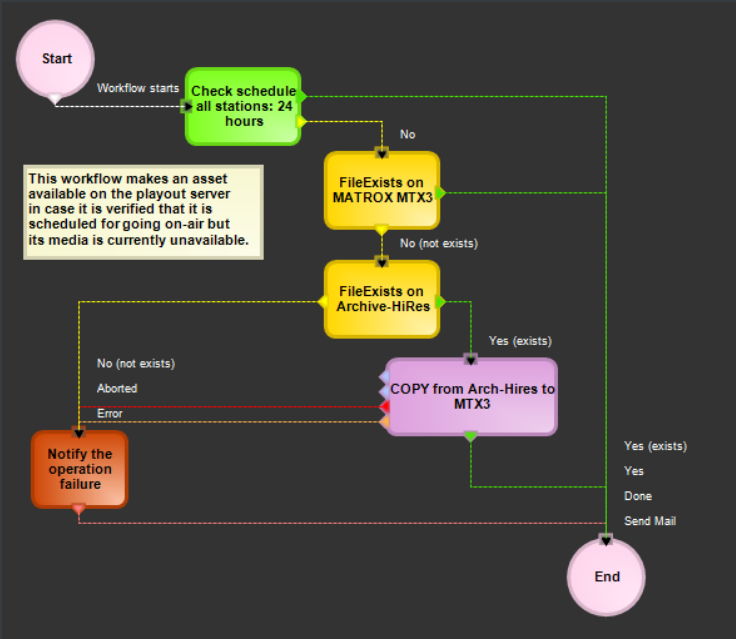 Start
Workflow starts
Check schedule
all stations: 24
hours
No
This workflow makes an asset
available on the playout server
in case it is verified that it is
scheduled for going on-air but
its media is currently unavailable.
FileExists on
MATROX MTX3
No (not exists)
FileExists on
Archive-HiRes
Yes (exists)
No (not exists)
Aborted
Error
COPY from Arch-Hires to
MTX3
Notify the
operation
failure
Yes (exists)
Yes
Done
Send Mail
End